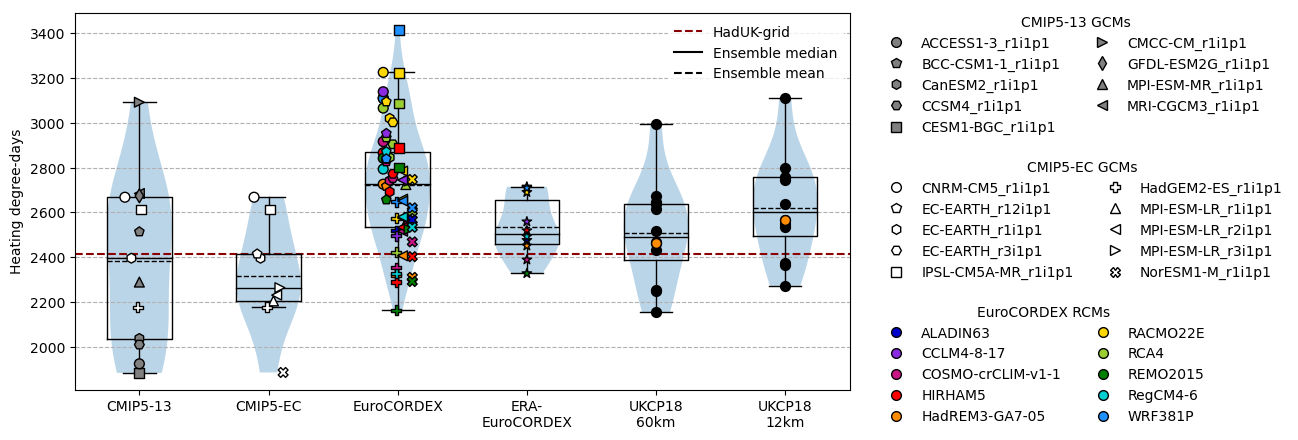 Heating degree-days
3400
3200
3000
2800
2600
2400
2200
2000
HadUK-grid
Ensemble median
Ensemble mean
CMIP5-13
CMIP5-EC
EuroCORDEX
ERA-
EuroCORDEX
UKCP18
60km
UKCP18
12km
CMIP5-13 GCMs
ACCESS1-3_r1i1p1
BCC-CSM1-1_r1i1p1
CanESM2_r1i1p1
CCSM4_r1i1p1
CESM1-BGC_r1i1p1
CMCC-CM_r1i1p1
GFDL-ESM2G_r1i1p1
MPI-ESM-MR_r1i1p1
MRI-CGCM3_r1i1p1
CMIP5-EC GCMs
CNRM-CM5_r1i1p1
EC-EARTH_r12i1p1
EC-EARTH_r1i1p1
EC-EARTH_r3i1p1
IPSL-CM5A-MR_r1i1p1
HadGEM2-ES_r1i1p1
MPI-ESM-LR_r1i1p1
MPI-ESM-LR_r2i1p1
MPI-ESM-LR_r3i1p1
NorESM1-M_r1i1p1
EuroCORDEX RCMs
ALADIN63
CCLM4-8-17
COSMO-crCLIM-v1-1
HIRHAM5
HadREM3-GA7-05
RACMO22E
RCA4
REMO2015
RegCM4-6
WRF381P